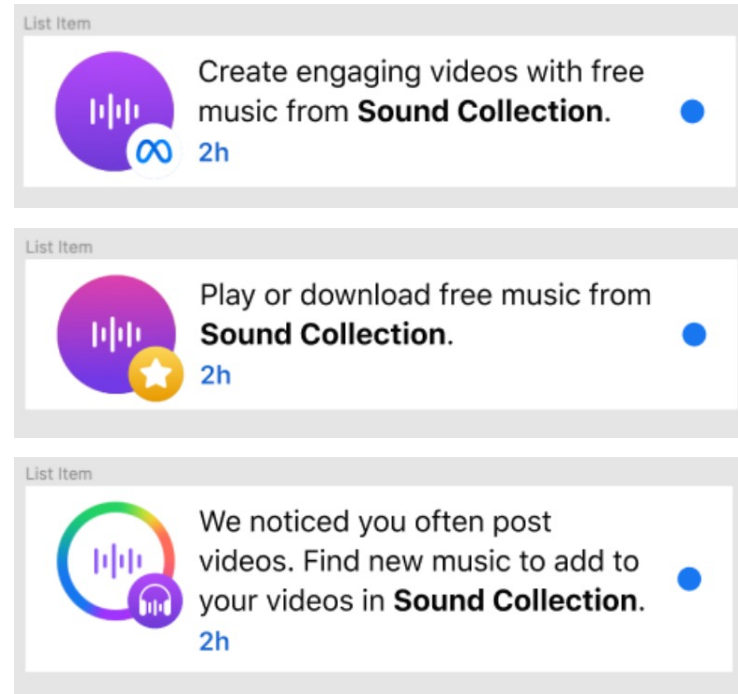 List Item
Create engaging videos with free
music from Sound Collection.
2h
List Item
Play or download free music from
Sound Collection.
2h
List Item
We noticed you often post
videos. Find new music to add to
your videos in Sound Collection.
2h